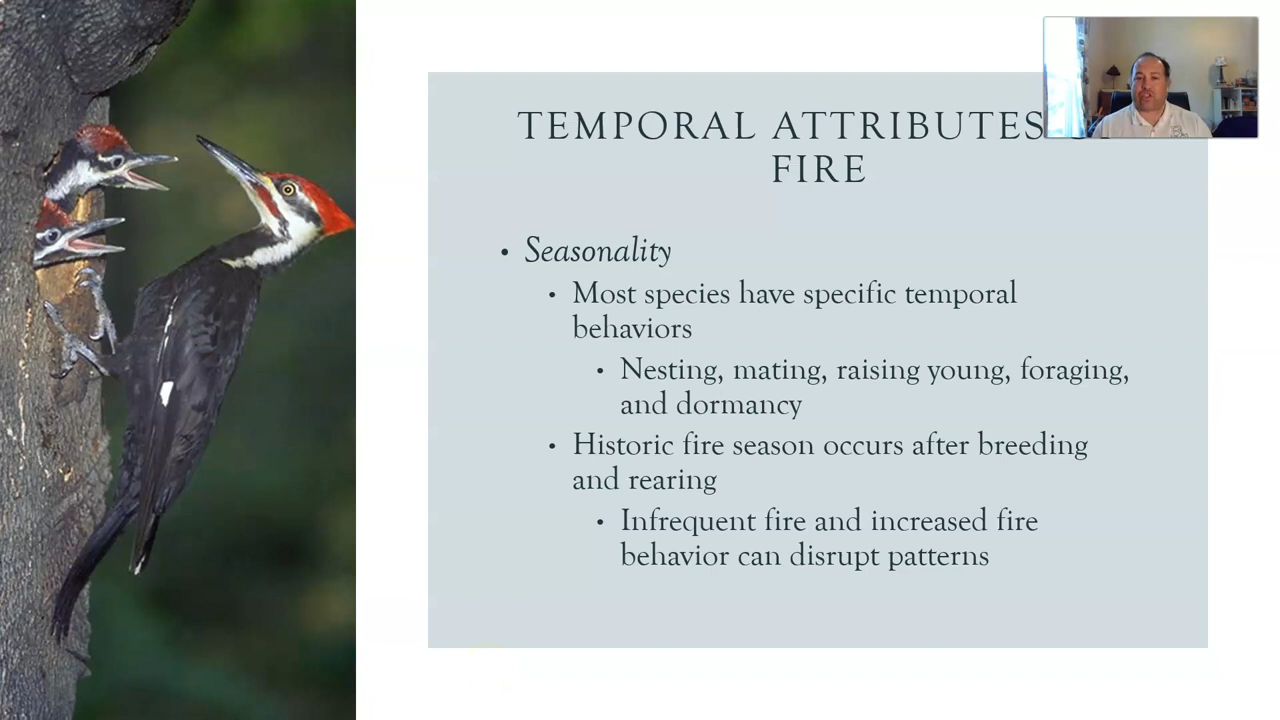 TEMPORAL ATTRIBUTES
FIRE
• Seasonality
• Most species have specific temporal
behaviors
• Nesting, mating, raising young, foraging,
and dormancy
• Historic fire season occurs after breeding
and rearing
• Infrequent fire and increased fire
behavior can disrupt patterns